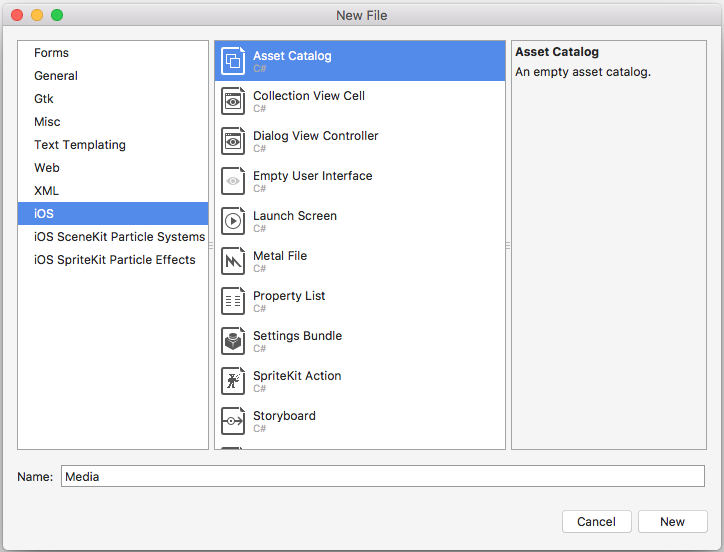 New File
Forms
General
Gtk
Misc
Text Templating
Web
XML
iOS
iOS SceneKit Particle Systems
iOS SpriteKit Particle Effects
Asset Catalog
C#
Collection View Cell
C#
Dialog View Controller
C#
Empty User Interface
C#
Launch Screen
C#
Metal File
C#
Property List
C#
Settings Bundle
C#
SpriteKit Action
C#
Storyboard
C#
Asset Catalog
An empty asset catalog.
Name: Media
Cancel New